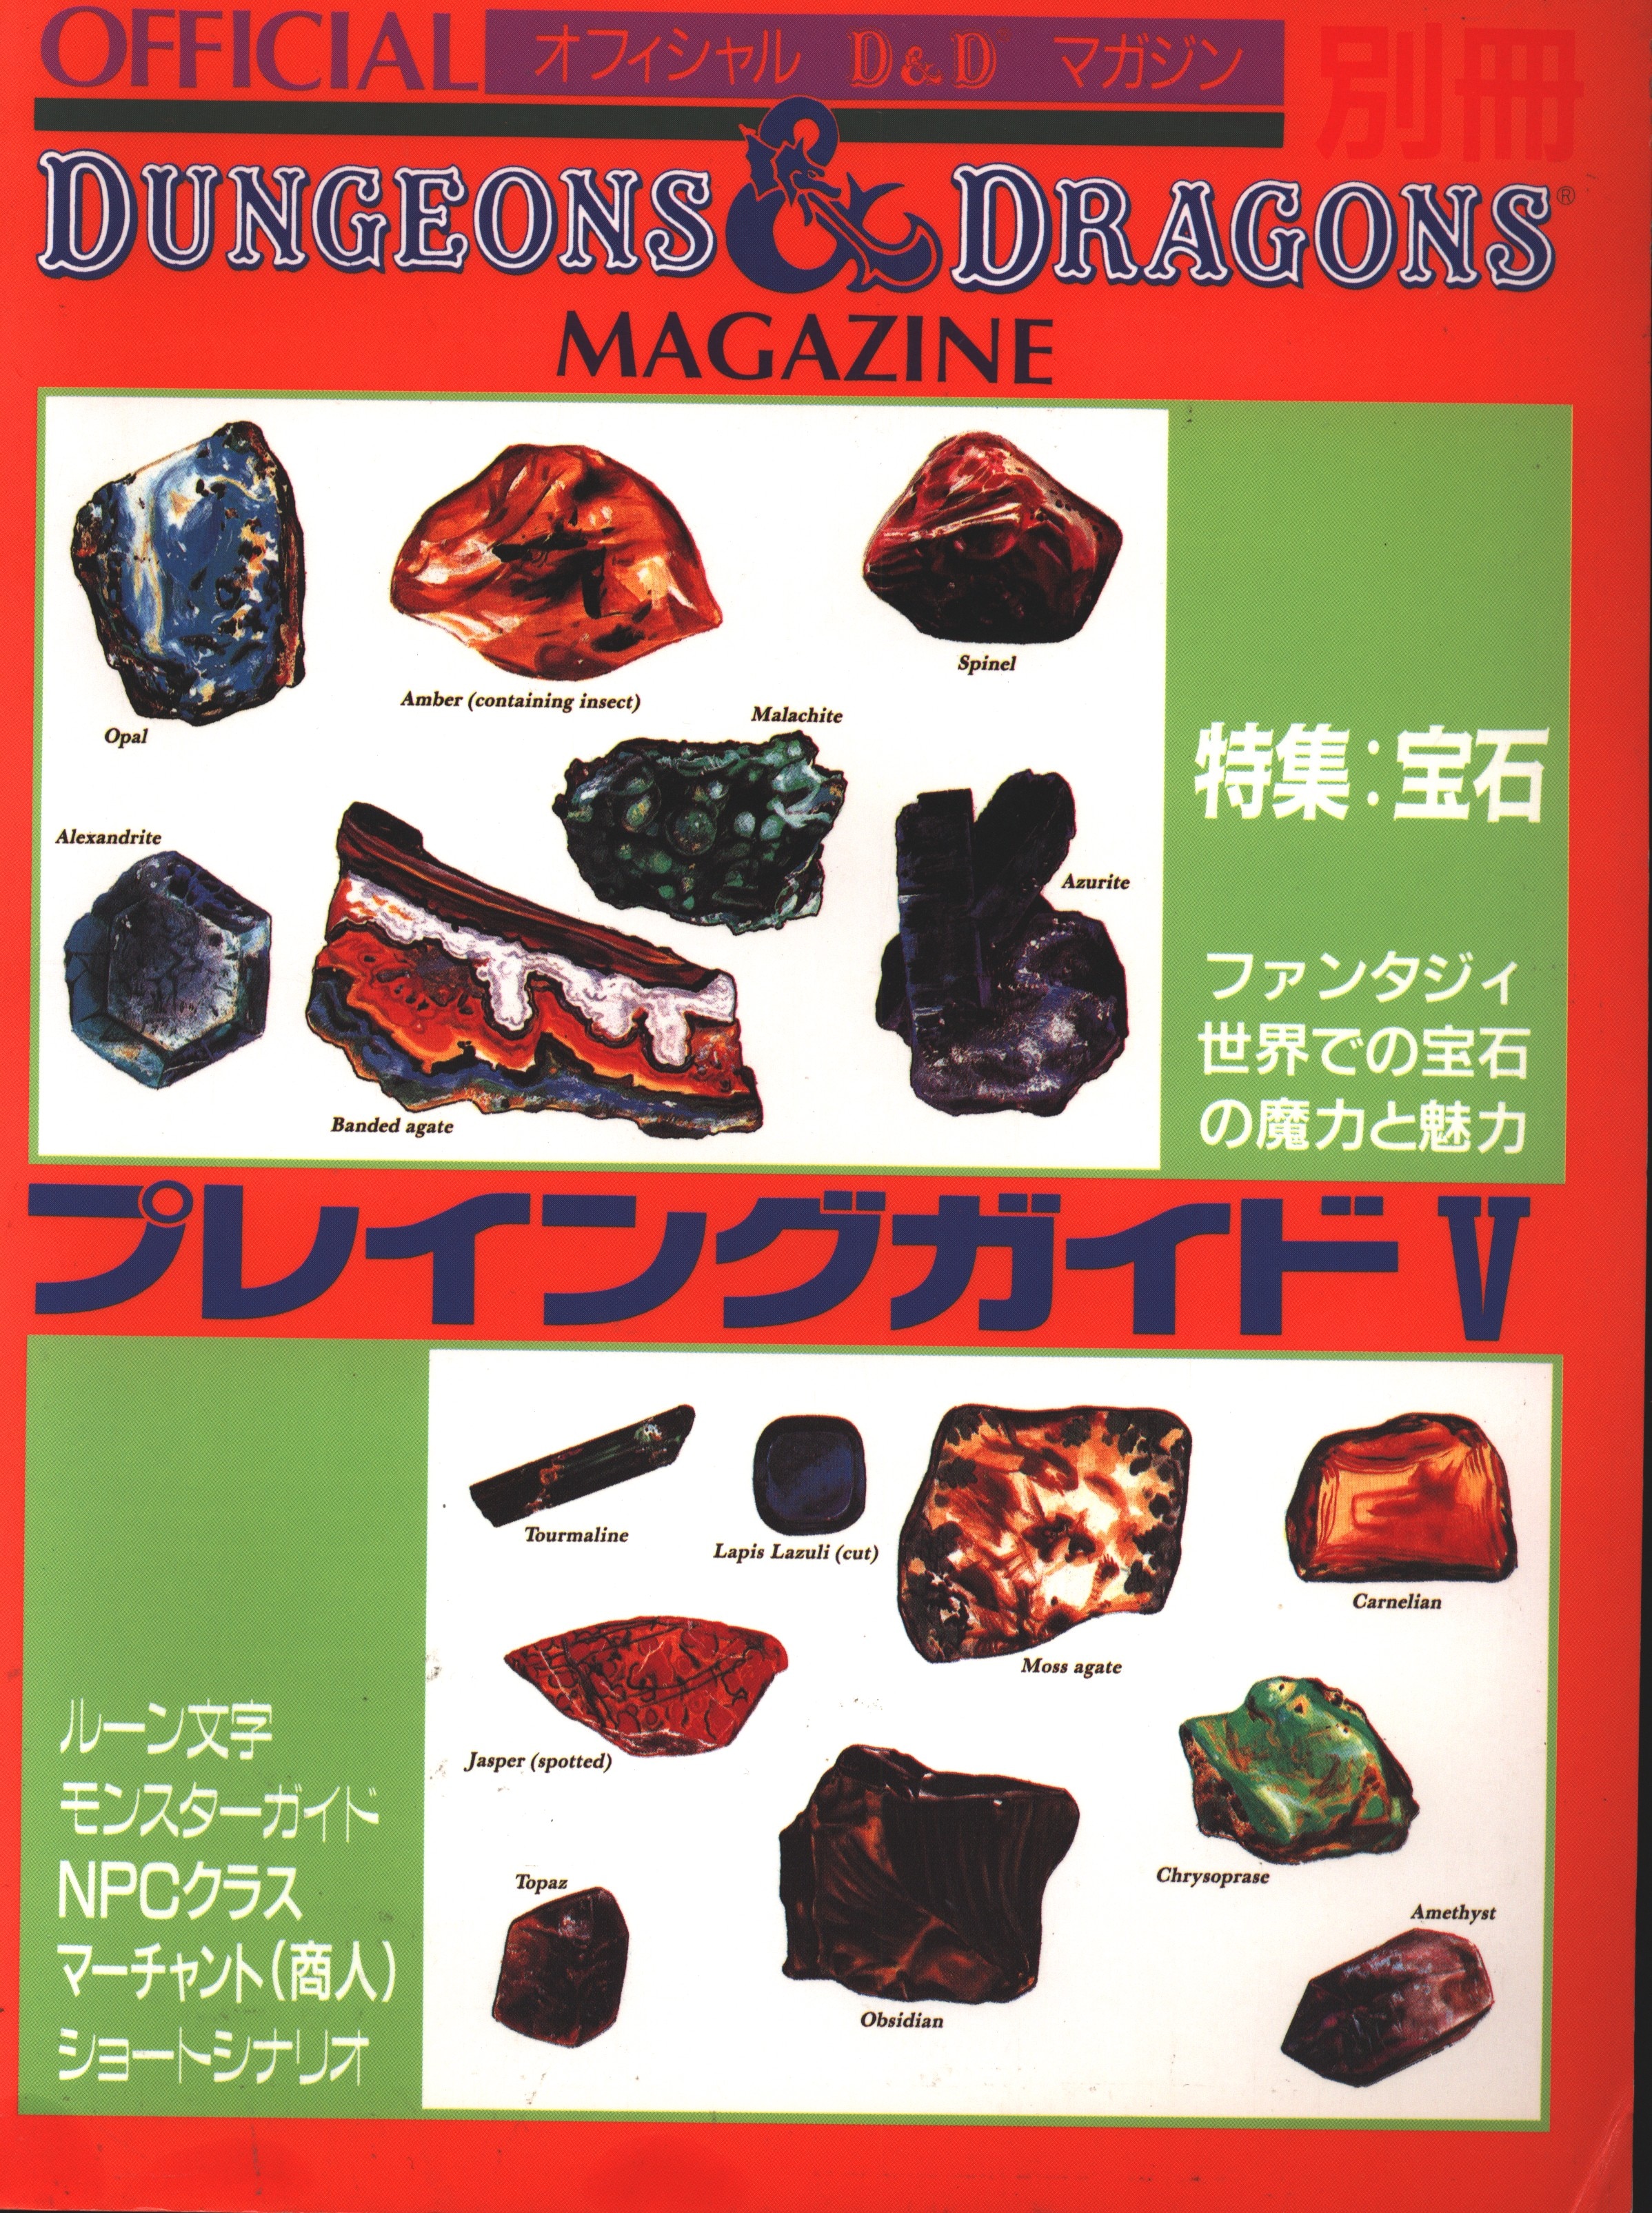 OFFICIAL オフィシャル D&D® マガジン 別冊
DUNGEONS & DRAGONS®
MAGAZINE
Opal
Amber (containing insect)
Spinel
Malachite
Alexandrite
Azurite
Banded agate
特集:宝石
ファンタジィ
世界での宝石
の魔力と魅力
プレイングガイドV
Tourmaline
Lapis Lazuli (cut)
Carnelian
Moss agate
Jasper (spotted)
Chrysoprase
Topaz
Amethyst
Obsidian
ルーン文字
モンスターガイド
NPCクラス
マーチャント(商人)
ショートシナリオ